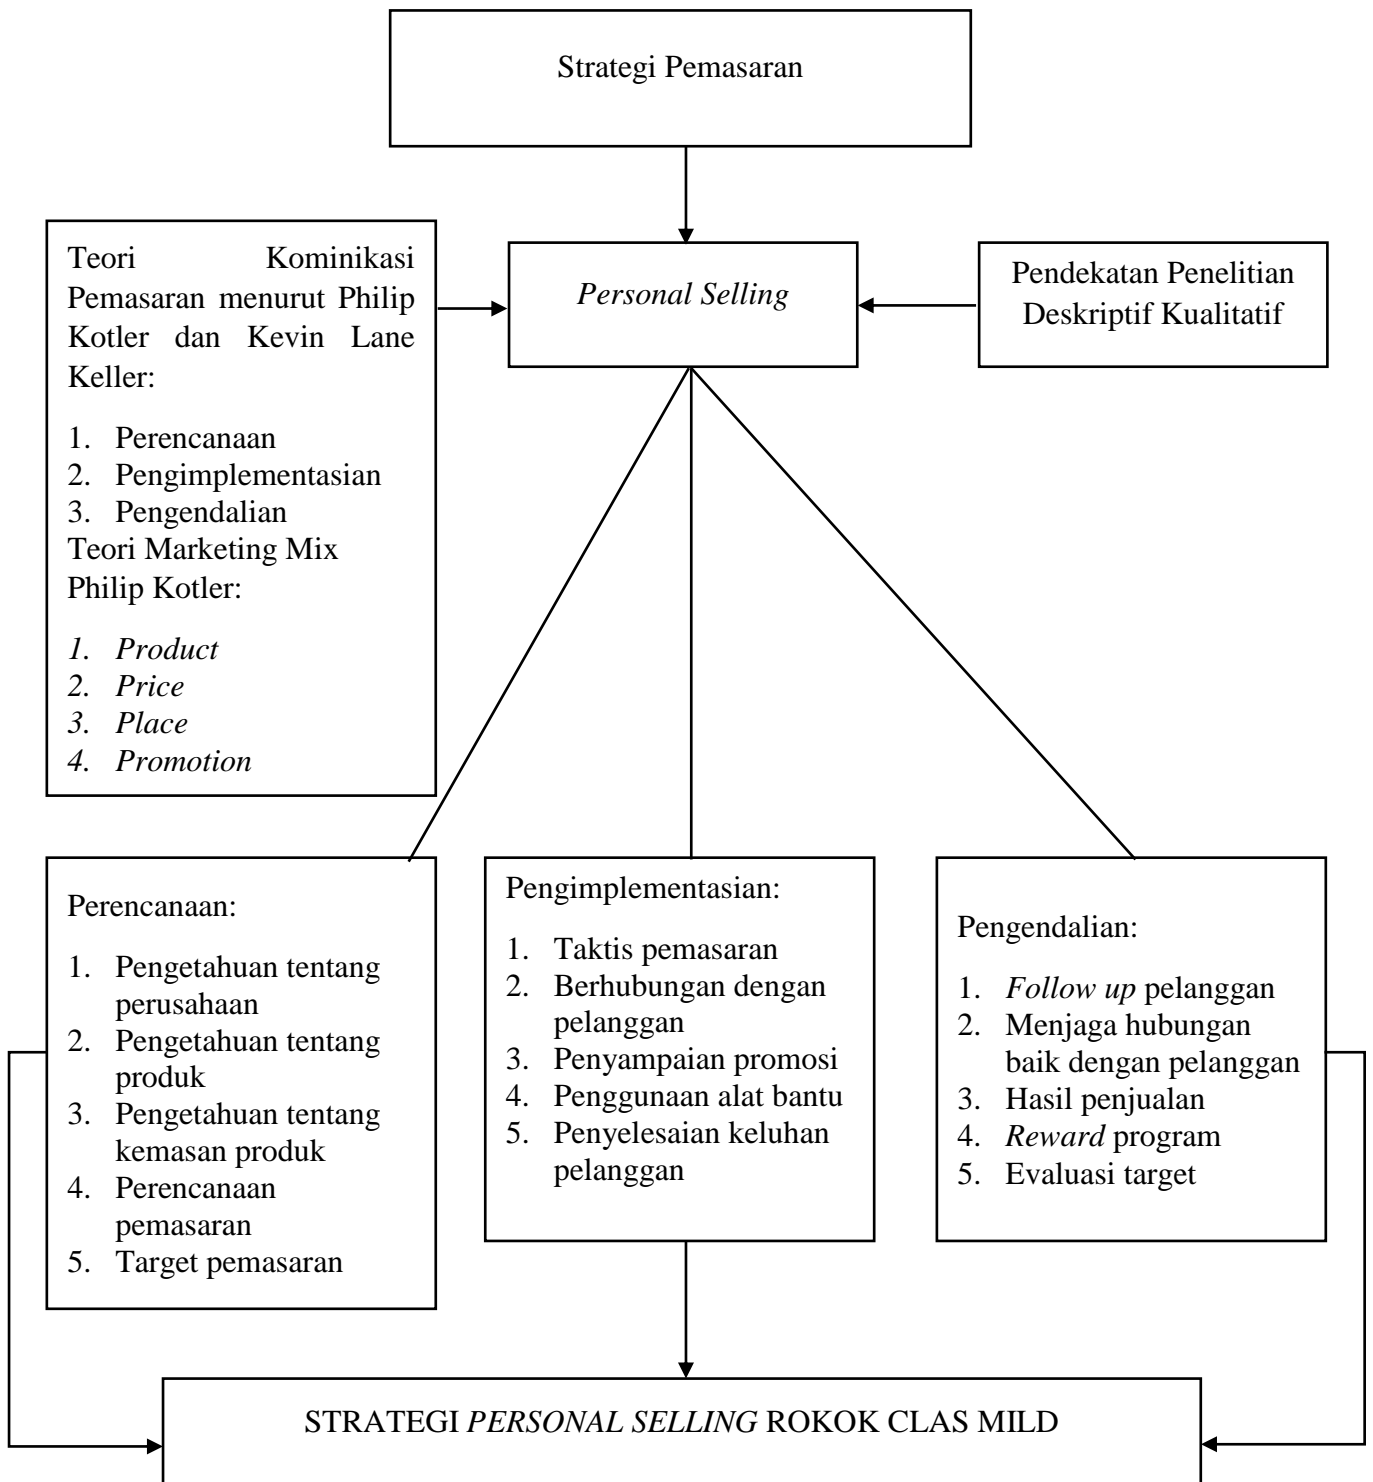 Strategi Pemasaran
Teori Kominikasi
Pemasaran menurut Philip
Kotler dan Kevin Lane
Keller:
1. Perencanaan
2. Pengimplementasian
3. Pengendalian
Teori Marketing Mix
Philip Kotler:
1. Product
2. Price
3. Place
4. Promotion
Personal Selling
Pendekatan Penelitian
Deskriptif Kualitatif
Perencanaan:
1. Pengetahuan tentang
perusahaan
2. Pengetahuan tentang
produk
3. Pengetahuan tentang
kemasan produk
4. Perencanaan
pemasaran
5. Target pemasaran
Pengimplementasian:
1. Taktis pemasaran
2. Berhubungan dengan
pelanggan
3. Penyampaian promosi
4. Penggunaan alat bantu
5. Penyelesaian keluhan
pelanggan
Pengendalian:
1. Follow up pelanggan
2. Menjaga hubungan
baik dengan pelanggan
3. Hasil penjualan
4. Reward program
5. Evaluasi target
STRATEGI PERSONAL SELLING ROKOK CLAS MILD